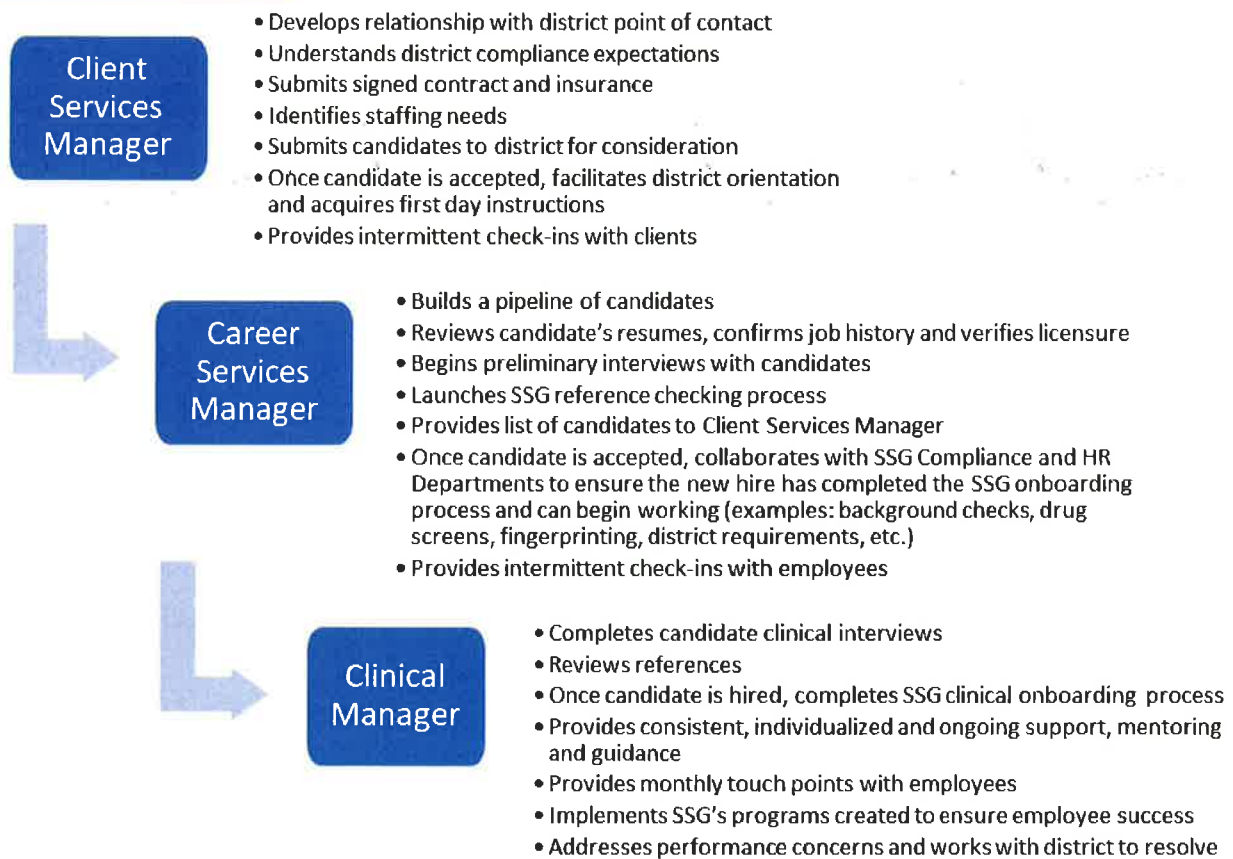 • Develops relationship with district point of contact
• Understands district compliance expectations
• Submits signed contract and insurance
• Identifies staffing needs
• Submits candidates to district for consideration
• Once candidate is accepted, facilitates district orientation
and acquires first day instructions
• Provides intermittent check-ins with clients
Client
Services
Manager
• Builds a pipeline of candidates
• Reviews candidate's resumes, confirms job history and verifies licensure
• Begins preliminary interviews with candidates
• Launches SSG reference checking process
• Provides list of candidates to Client Services Manager
• Once candidate is accepted, collaborates with SSG Compliance and HR
Departments to ensure the new hire has completed the SSG onboarding
process and can begin working (examples: background checks, drug
screens, fingerprinting, district requirements, etc.)
• Provides intermittent check-ins with employees
Career
Services
Manager
• Completes candidate clinical interviews
• Reviews references
• Once candidate is hired, completes SSG clinical onboarding process
• Provides consistent, individualized and ongoing support, mentoring
and guidance
• Provides monthly touch points with employees
• Implements SSG's programs created to ensure employee success
• Addresses performance concerns and works with district to resolve
Clinical
Manager